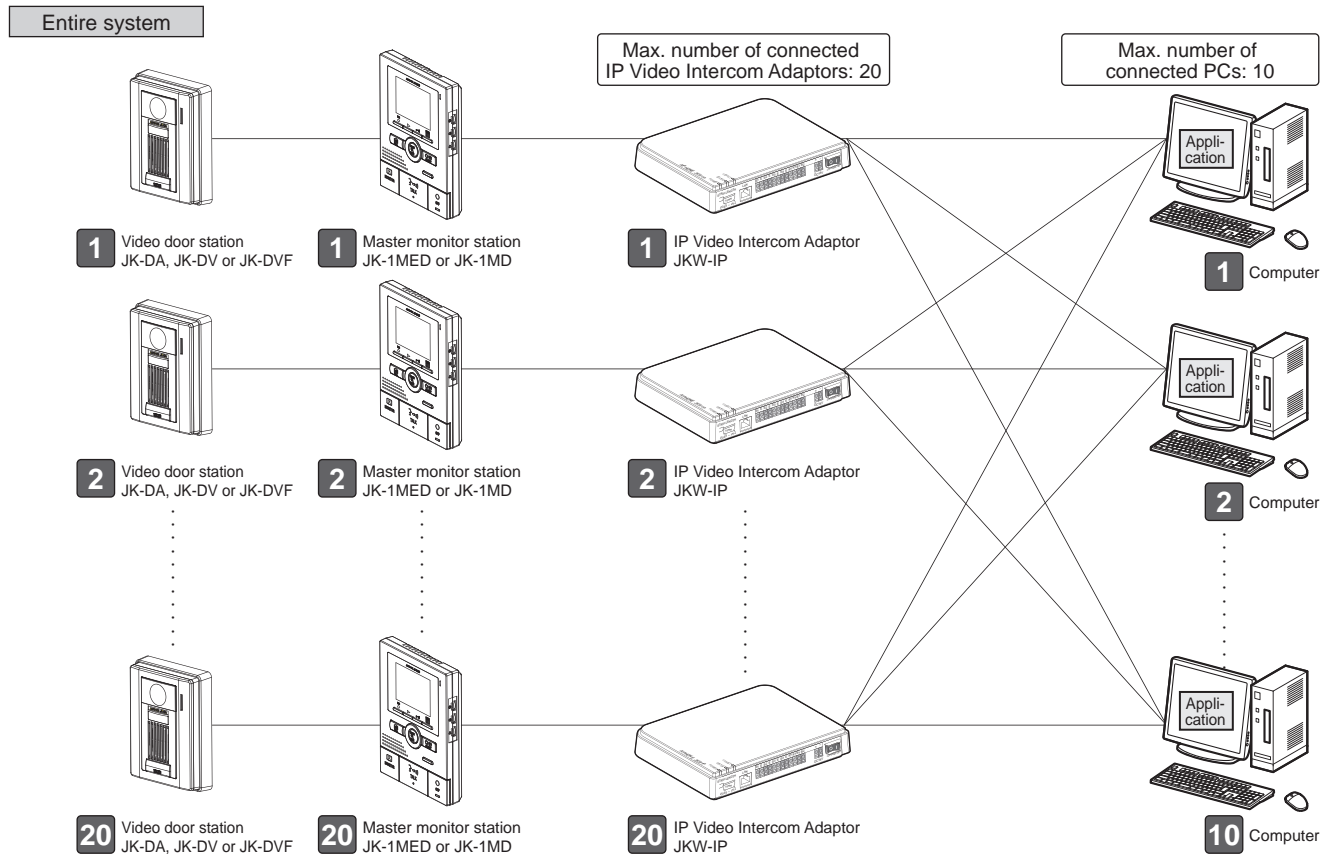 Entire system
Max. number of connected
IP Video Intercom Adaptors: 20
Max. number of
connected PCs: 10
Appli-
cation
1 Video door station
JK-DA, JK-DV or JK-DVF
1 Master monitor station
JK-1MED or JK-1MD
1 IP Video Intercom Adaptor
JKW-IP
1 Computer
Appli-
cation
2 Video door station
JK-DA, JK-DV or JK-DVF
2 Master monitor station
JK-1MED or JK-1MD
2 IP Video Intercom Adaptor
JKW-IP
2 Computer
Appli-
cation
20 Video door station
JK-DA, JK-DV or JK-DVF
20 Master monitor station
JK-1MED or JK-1MD
20 IP Video Intercom Adaptor
JKW-IP
10 Computer